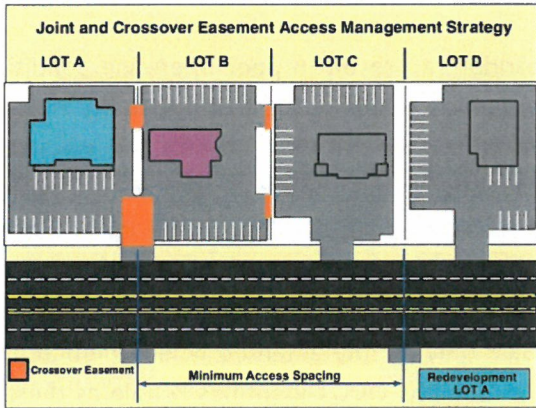 Joint and Crossover Easement Access Management Strategy
LOT A LOT B LOT C LOT D
Crossover Easement
Minimum Access Spacing
Redevelopment
LOT A